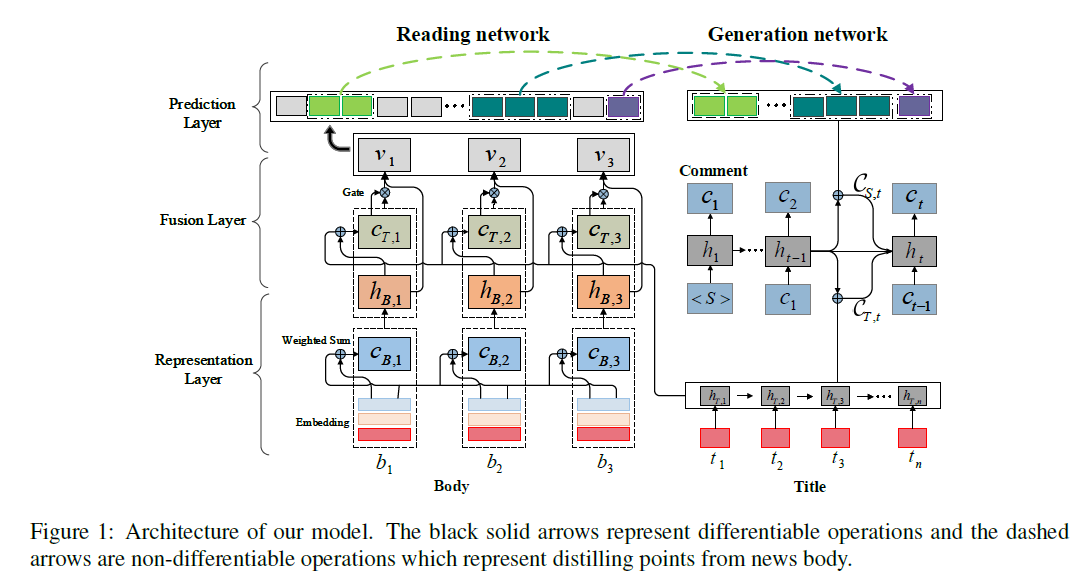 Reading network
Generation network
Prediction
Layer
...
...
v1
v2
v3
Comment
Gate
C S,t
c1
c2
ct
Fusion Layer
cT,1
cT,2
cT,3
h1
...
ht-1
ht
hB,1
hB,2
hB,3
<S>
C1
Ct-1
CT,t
Weighted Sum
cB,1
cB,2
cB,3
Representation
Layer
hT,1
hT,2
hT,3
...
hT,n
Embedding
b1
b2
b3
t1
t2
t3
tn
Body
Title
Figure 1: Architecture of our model. The black solid arrows represent differentiable operations and the dashed
arrows are non-differentiable operations which represent distilling points from news body.